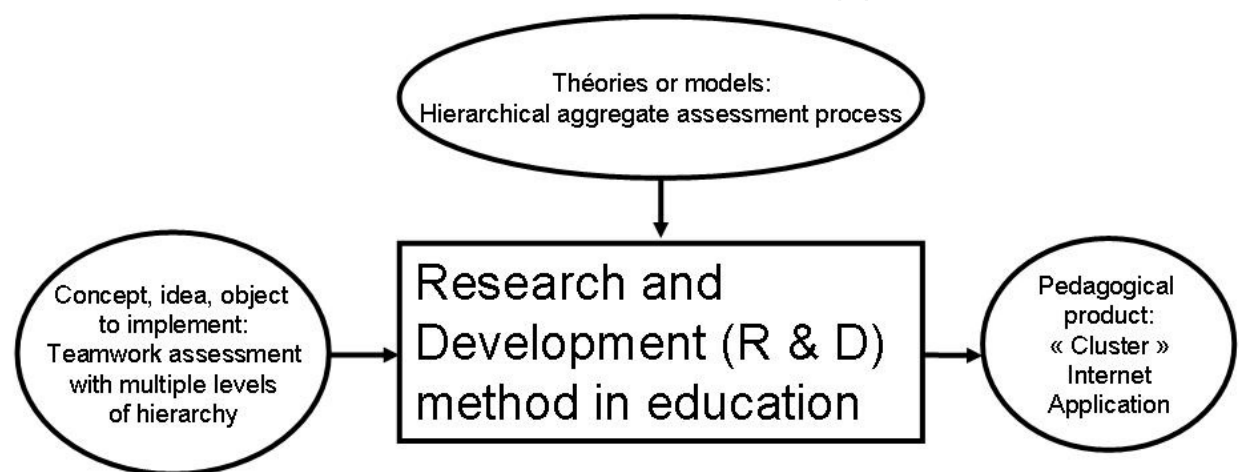 Théories or models:
Hierarchical aggregate assessment process
Concept, idea, object
to implement:
Teamwork assessment
with multiple levels
of hierarchy
Research and
Development (R & D)
method in education
Pedagogical
product:
« Cluster »
Internet
Application